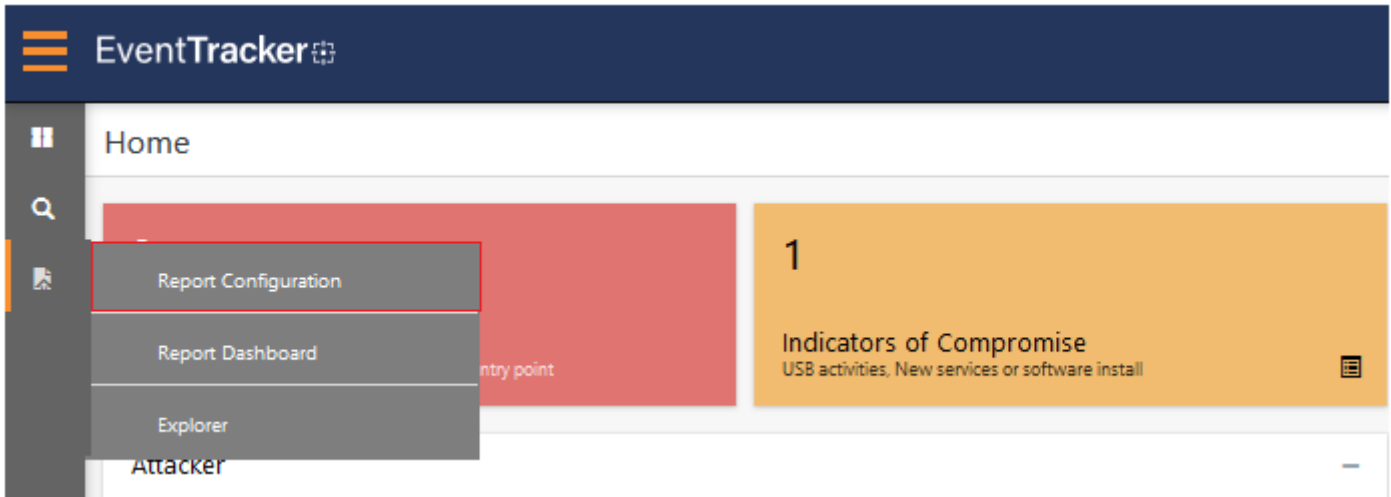 EventTracker
Home
Report Configuration
Report Dashboard
Explorer
entry point
1
Indicators of Compromise
USB activities, New services or software install
Attacker